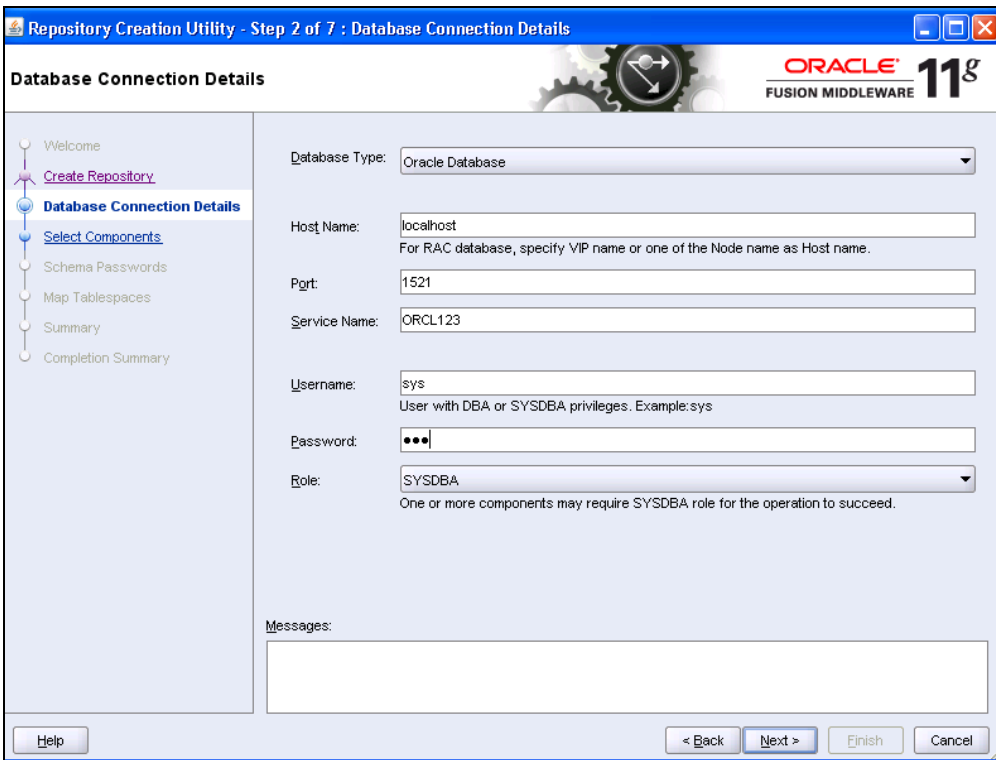 Repository Creation Utility - Step 2 of 7 : Database Connection Details
Database Connection Details
ORACLE
FUSION MIDDLEWARE 11g
Welcome
Create Repository
Database Connection Details
Select Components
Schema Passwords
Map Tablespaces
Summary
Completion Summary
Database Type: Oracle Database
Host Name: localhost
For RAC database, specify VIP name or one of the Node name as Host name.
Port: 1521
Service Name: ORCL123
Username: sys
User with DBA or SYSDBA privileges. Example:sys
Password: •••
Role: SYSDBA
One or more components may require SYSDBA role for the operation to succeed.
Messages:
Help < Back Next > Finish Cancel